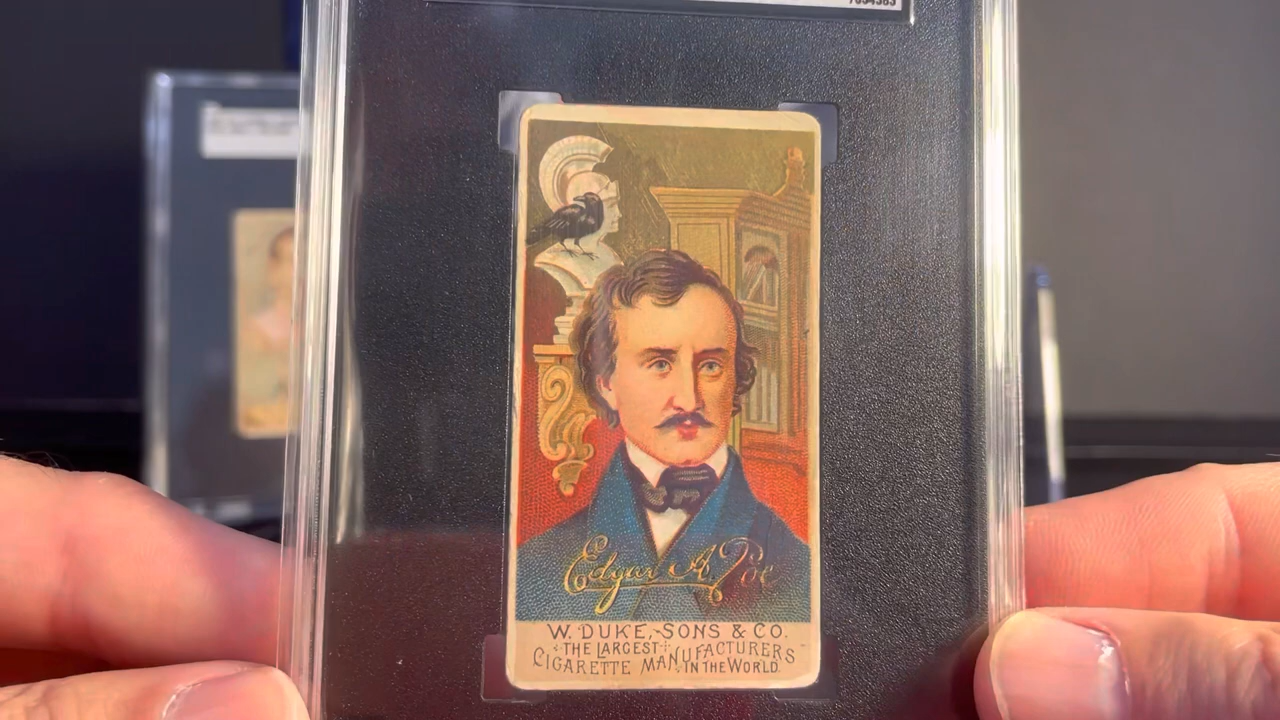 Edgar A. Poe
W. DUKE, SONS & CO.
THE LARGEST
CIGARETTE MANUFACTURERS
IN THE WORLD.